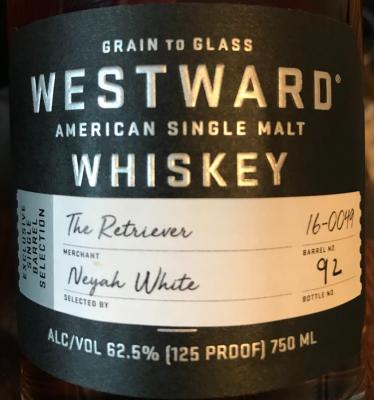 GRAIN TO GLASS
WESTWARD®
AMERICAN SINGLE MALT
WHISKEY
EXCLUSIVE
SINGLE
BARREL
SELECTION
The Retriever
MERCHANT
Neyah White
SELECTED BY
16-0049
BARREL NO.
92
BOTTLE NO.
ALC/VOL 62.5% (125 PROOF) 750 ML